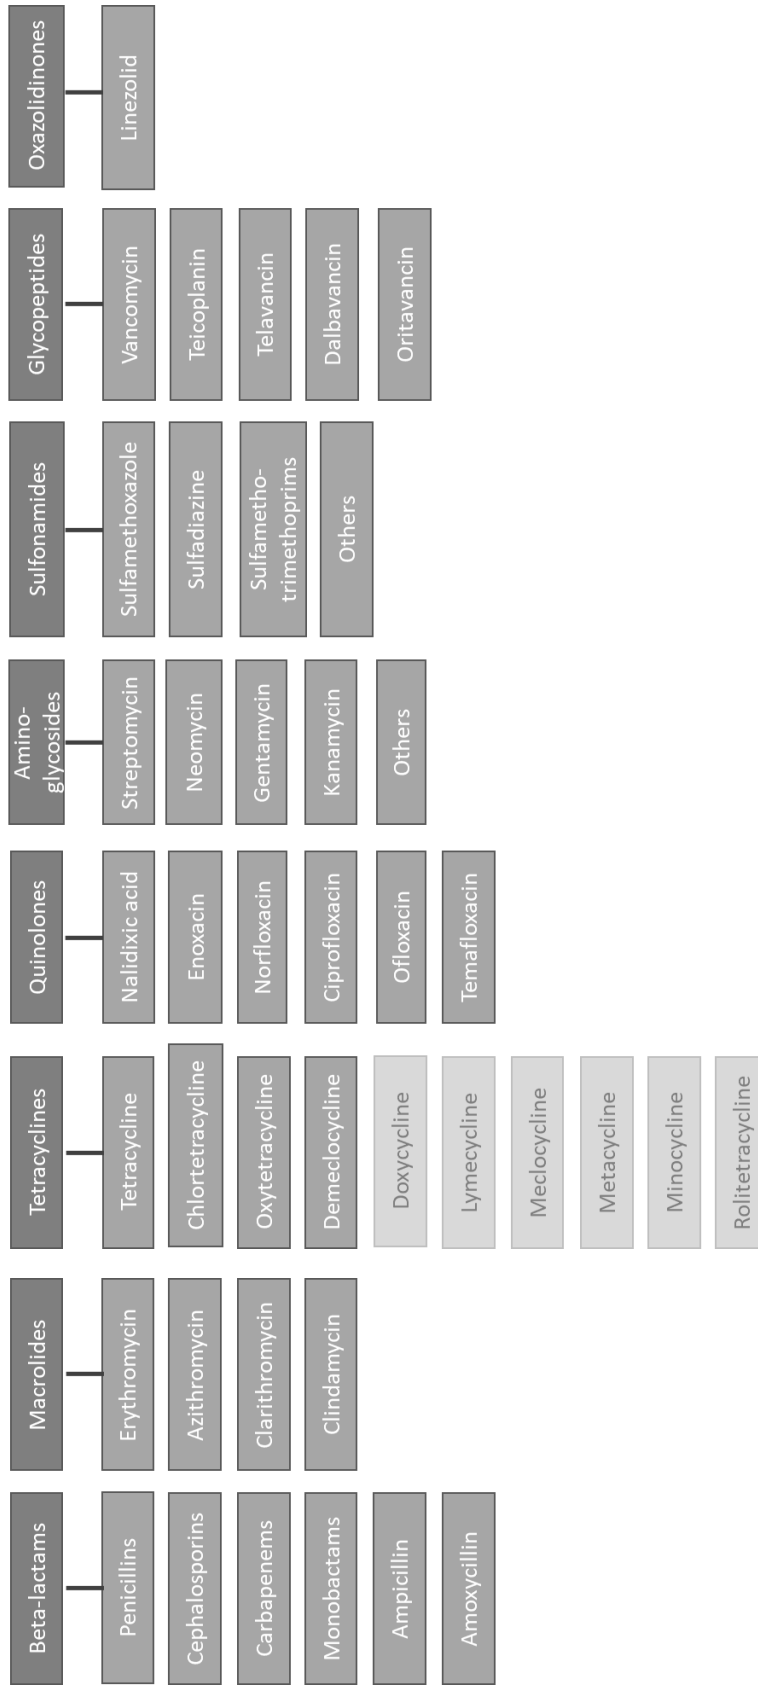 Beta-lactams
Penicillins
Cephalosporins
Carbapenems
Monobactams
Ampicillin
Amoxycillin
Macrolides
Erythromycin
Azithromycin
Clarithromycin
Clindamycin
Tetracyclines
Tetracycline
Chlortetracycline
Oxytetracycline
Demeclocycline
Doxycycline
Lymecycline
Meclocycline
Metacycline
Minocycline
Rolitetracycline
Quinolones
Nalidixic acid
Enoxacin
Norfloxacin
Ciprofloxacin
Ofloxacin
Temafloxacin
Amino-
glycosides
Streptomycin
Neomycin
Gentamycin
Kanamycin
Others
Sulfonamides
Sulfamethoxazole
Sulfadiazine
Sulfametho-
trimethoprims
Others
Glycopeptides
Vancomycin
Teicoplanin
Telavancin
Dalbavancin
Oritavancin
Oxazolidinones
Linezolid